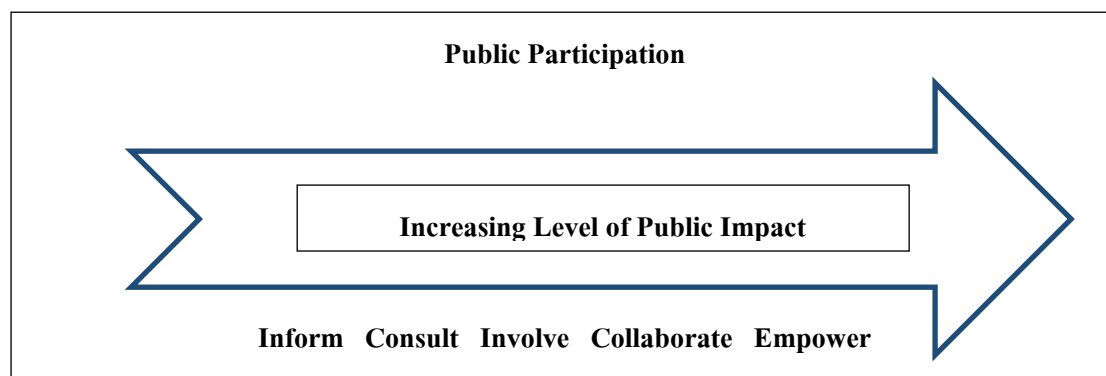 Public Participation
Increasing Level of Public Impact
Inform Consult Involve Collaborate Empower